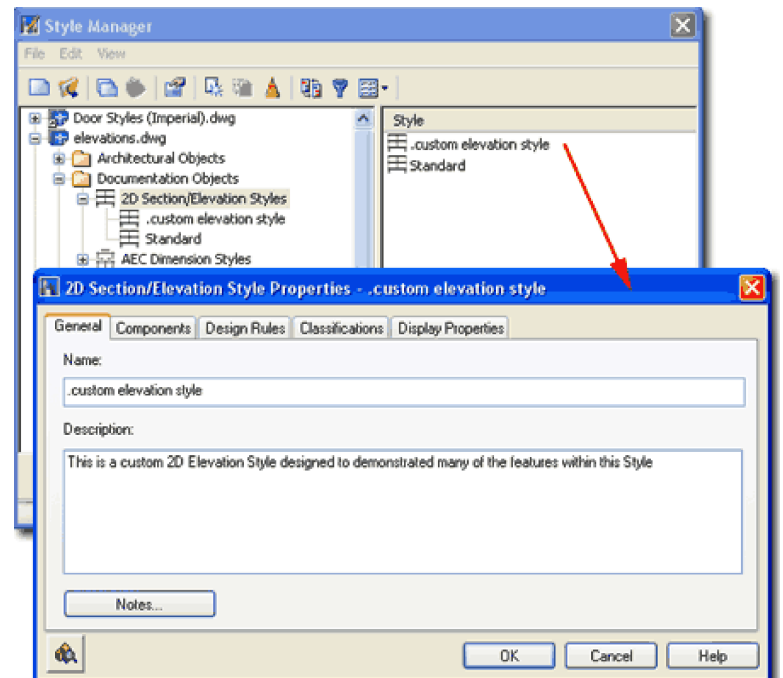 Style Manager
File Edit View
Door Styles (Imperial).dwg
elevations.dwg
Architectural Objects
Documentation Objects
2D Section/Elevation Styles
.custom elevation style
Standard
AEC Dimension Styles
Style
.custom elevation style
Standard
2D Section/Elevation Style Properties - .custom elevation style
General Components Design Rules Classifications Display Properties
Name:
.custom elevation style
Description:
This is a custom 2D Elevation Style designed to demonstrated many of the features within this Style
Notes...
OK Cancel Help